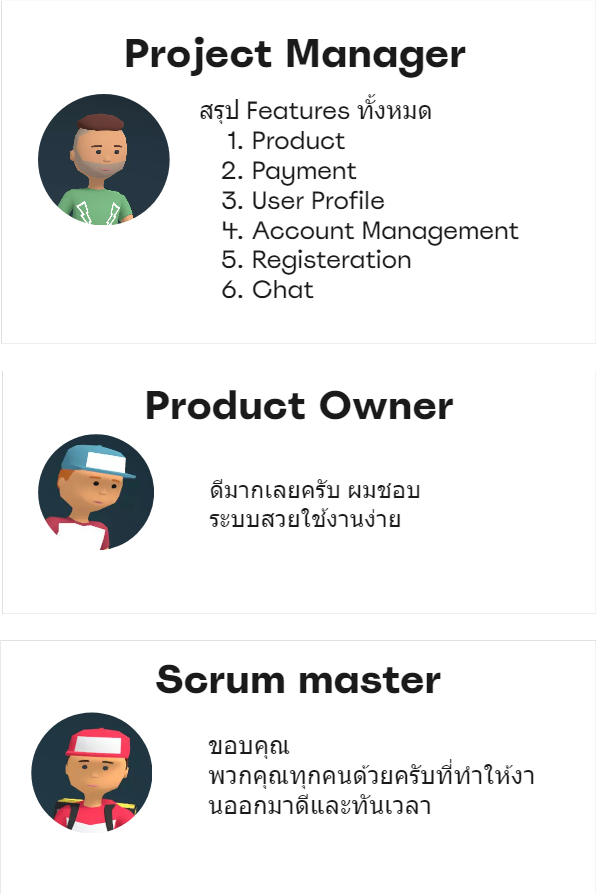 Project Manager
สรุป Features ทั้งหมด
1. Product
2. Payment
3. User Profile
4. Account Management
5. Registeration
6. Chat
Product Owner
ดีมากเลยครับ ผมชอบ
ระบบสวยใช้งานง่าย
Scrum master
ขอบคุณ
พวกคุณทุกคนด้วยครับที่ทำให้งา
นออกมาดีและทันเวลา